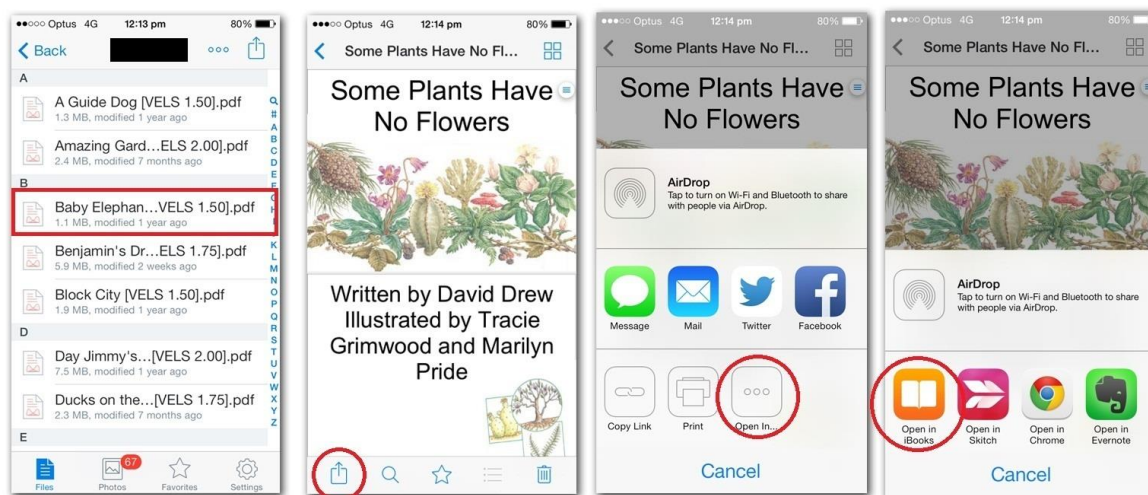 Optus 4G 12:13 pm 80%
Back
A
A Guide Dog [VELS 1.50].pdf
1.3 MB, modified 1 year ago
Amazing Gard...ELS 2.00].pdf
2.4 MB, modified 7 months ago
B
Baby Elephan...VELS 1.50].pdf
1.1 MB, modified 1 year ago
Benjamin's Dr...ELS 1.75].pdf
5.9 MB, modified 2 weeks ago
Block City [VELS 1.50].pdf
1.9 MB, modified 1 year ago
D
Day Jimmy's...[VELS 2.00].pdf
7.5 MB, modified 1 year ago
Ducks on the...[VELS 1.75].pdf
2.3 MB, modified 7 months ago
E
#
A
B
C
D
E
F
G
H
I
K
L
M
N
O
P
Q
R
S
T
U
V
W
X
Y
Z
67
Files Photos Favorites Settings
Optus 4G 12:14 pm 80%
Some Plants Have No Fl...
Some Plants Have
No Flowers
Written by David Drew
Illustrated by Tracie
Grimwood and Marilyn
Pride
Optus 4G 12:14 pm 80%
Some Plants Have No Fl...
Some Plants Have
No Flowers
AirDrop
Tap to turn on Wi-Fi and Bluetooth to share
with people via AirDrop.
Message Mail Twitter Facebook
Copy Link Print Open In...
Cancel
Optus 4G 12:14 pm 80%
Some Plants Have No Fl...
Some Plants Have
No Flowers
AirDrop
Tap to turn on Wi-Fi and Bluetooth to share
with people via AirDrop.
Open in Open in Open in Open in
iBooks Skitch Chrome Evernote
Cancel